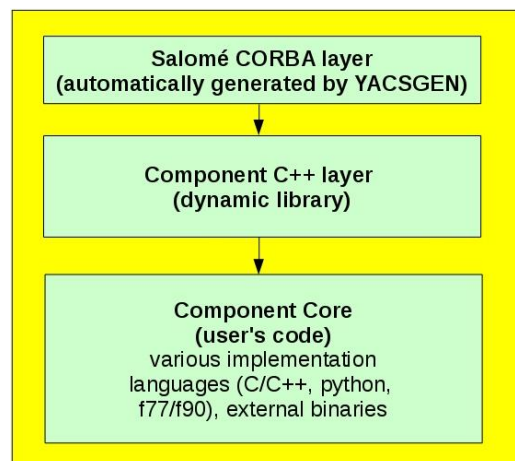 Salomé CORBA layer
(automatically generated by YACSGEN)
Component C++ layer
(dynamic library)
Component Core
(user's code)
various implementation
languages (C/C++, python,
f77/f90), external binaries